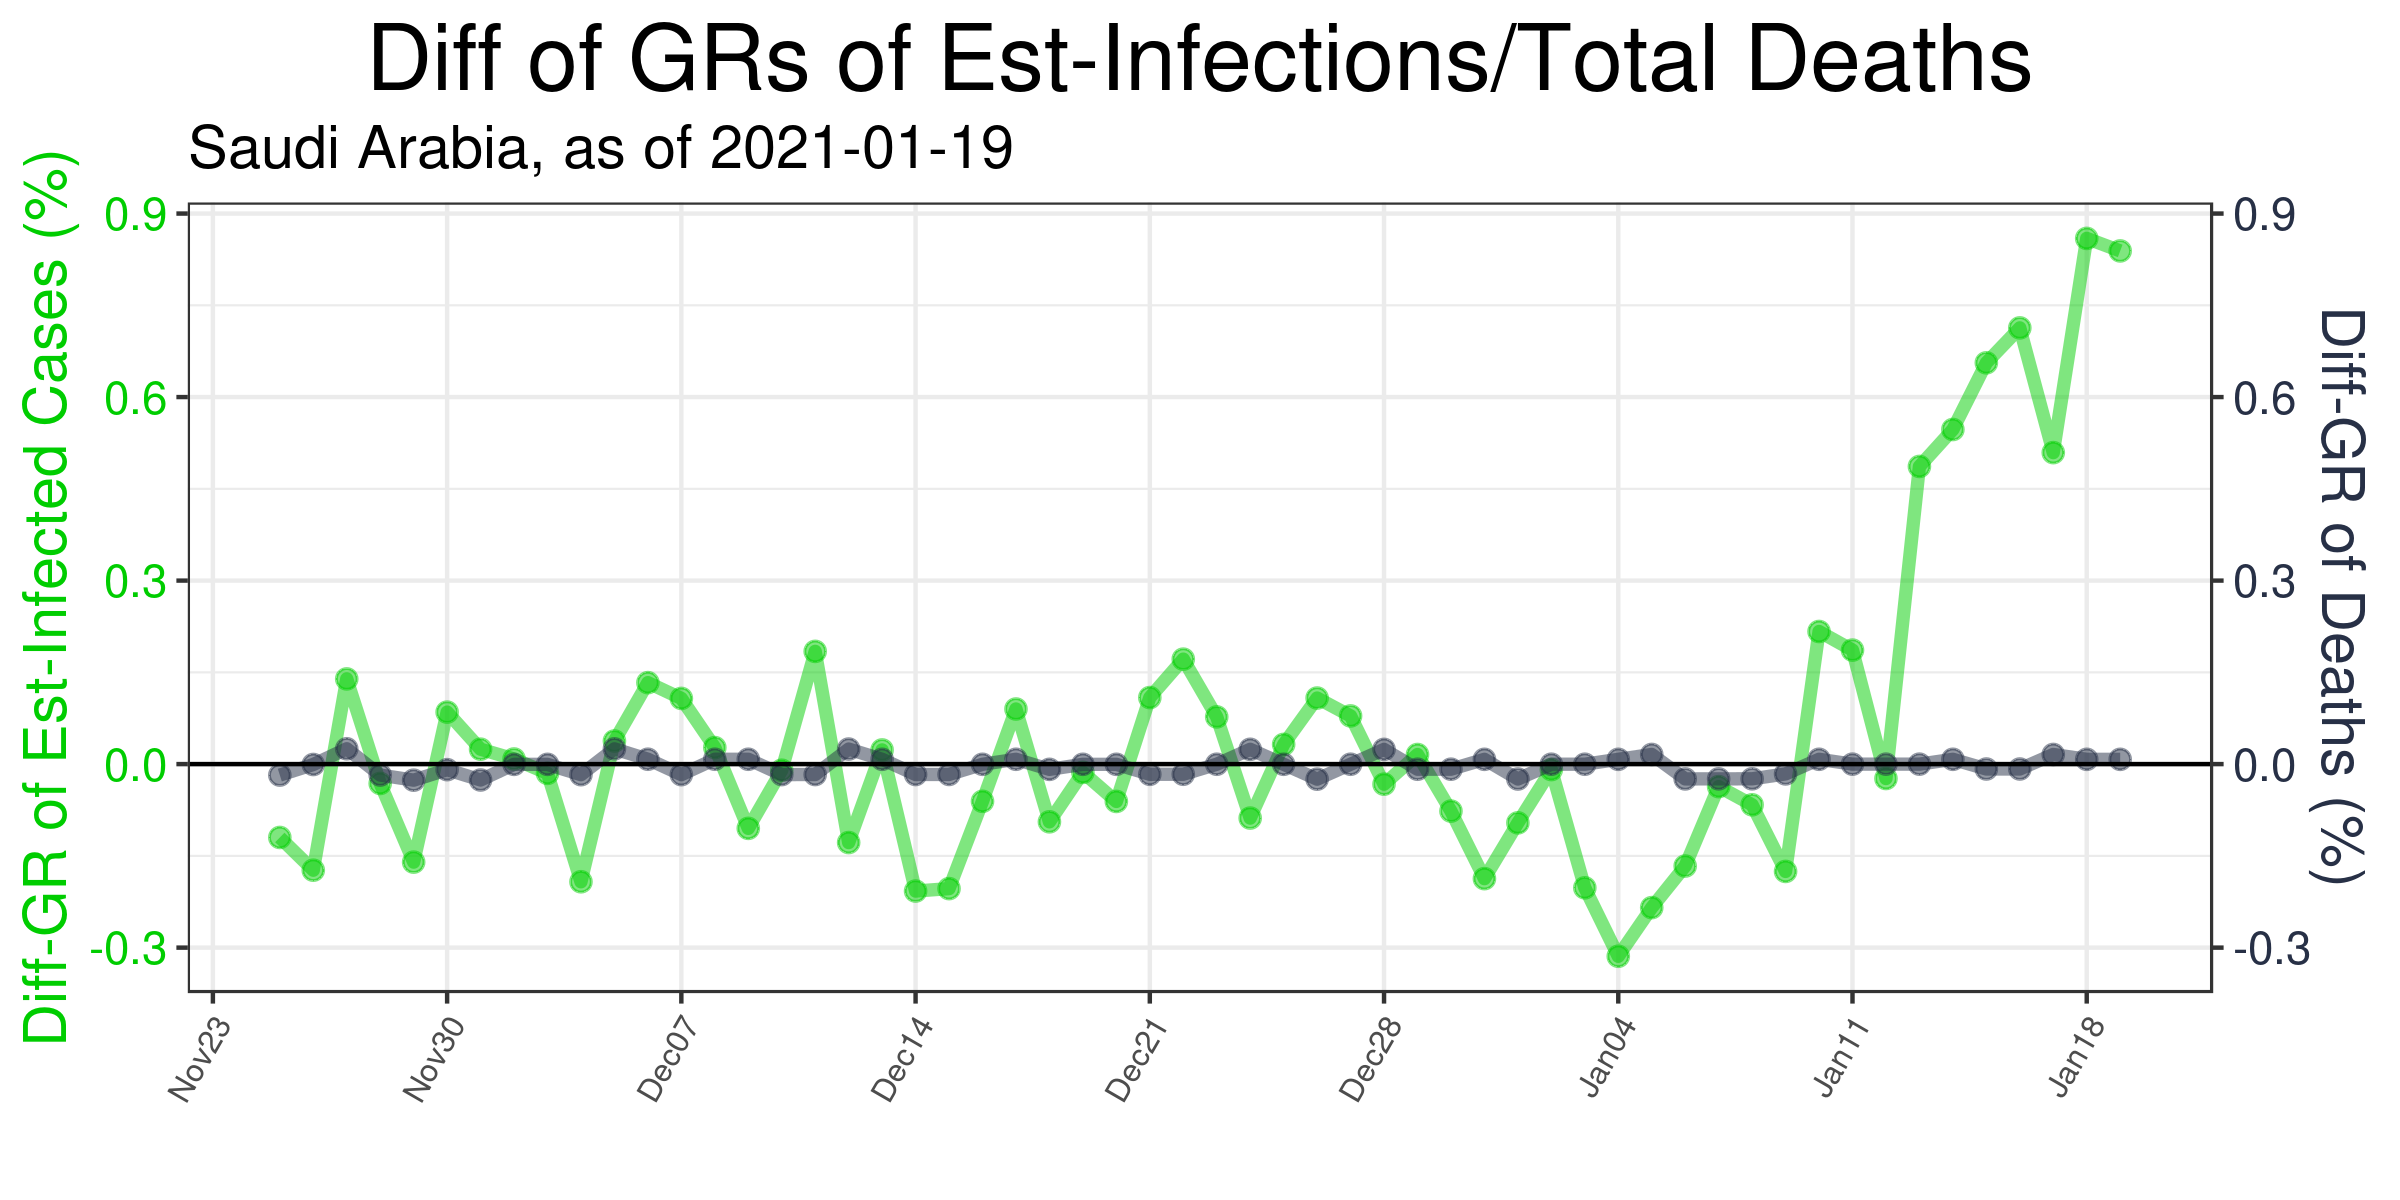 Diff of GRs of Est-Infections/Total Deaths
Saudi Arabia, as of 2021-01-19
Diff-GR of Est-Infected Cases (%)
0.9
0.6
0.3
0.0
-0.3
0.9
0.6
0.3
0.0
-0.3
Diff-GR of Deaths (%)
Nov23
Nov30
Dec07
Dec14
Dec21
Dec28
Jan04
Jan11
Jan18